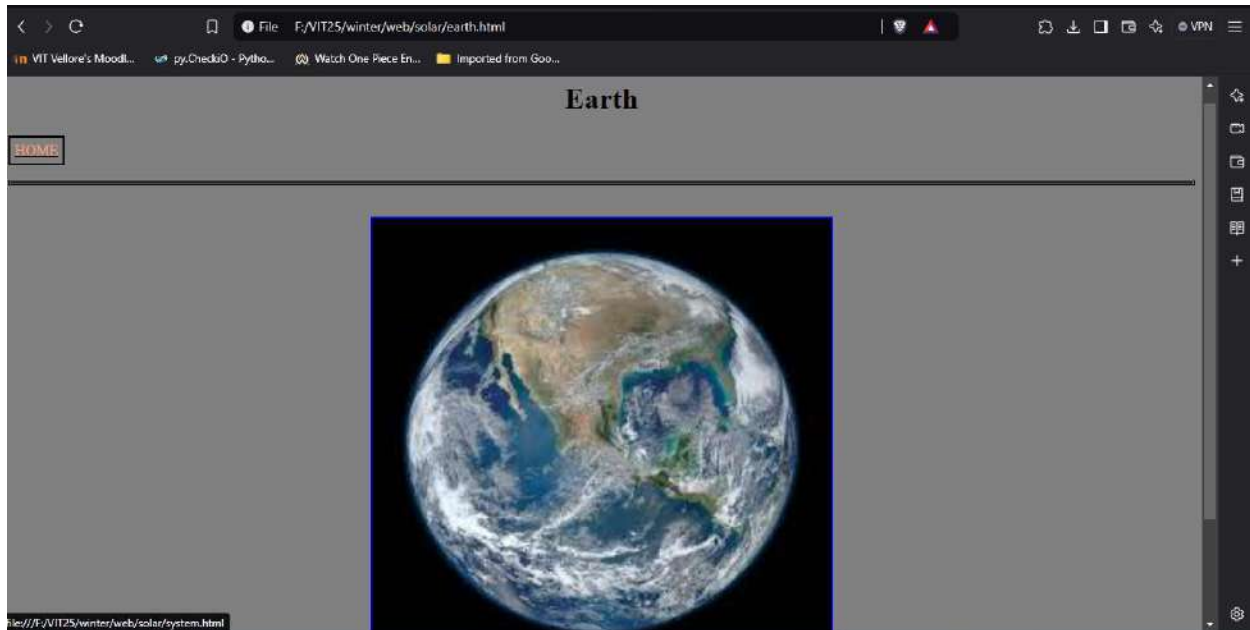 File F:/VIT25/winter/web/solar/earth.html
VPN
VIT Vellore's Moodl... py.CheckiO - Pytho... Watch One Piece En... Imported from Goo...
Earth
HOME
file:///F:/VIT25/winter/web/solar/system.html